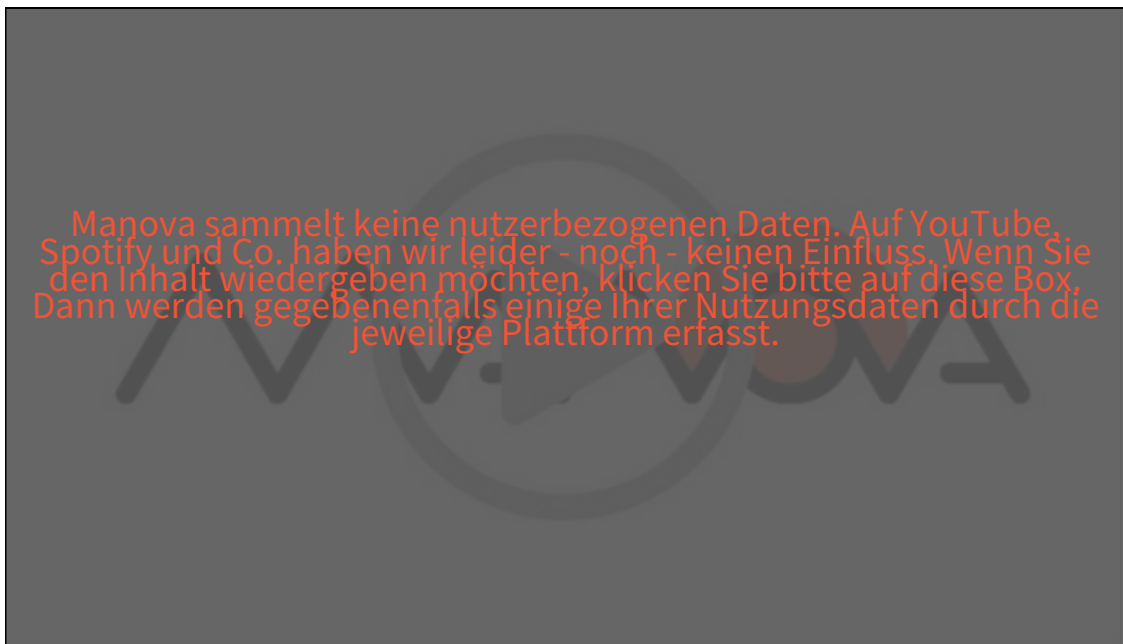 Manova sammelt keine nutzerbezogenen Daten. Auf YouTube,
Spotify und Co. haben wir leider - noch - keinen Einfluss. Wenn Sie
den Inhalt wiedergeben möchten, klicken Sie bitte auf diese Box.
Dann werden gegebenenfalls einige Ihrer Nutzungsdaten durch die
jeweilige Plattform erfasst.
MANOVA